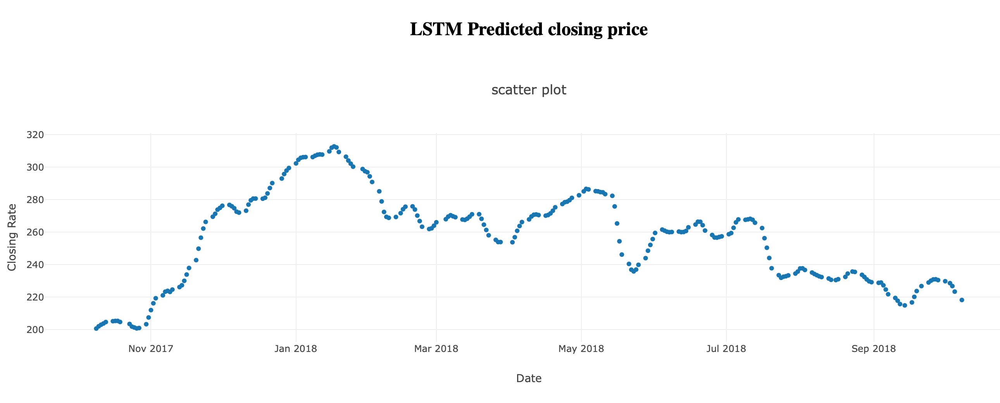 LSTM Predicted closing price
scatter plot
320
300
280
260
240
220
200
Closing Rate
Nov 2017 Jan 2018 Mar 2018 May 2018 Jul 2018 Sep 2018
Date